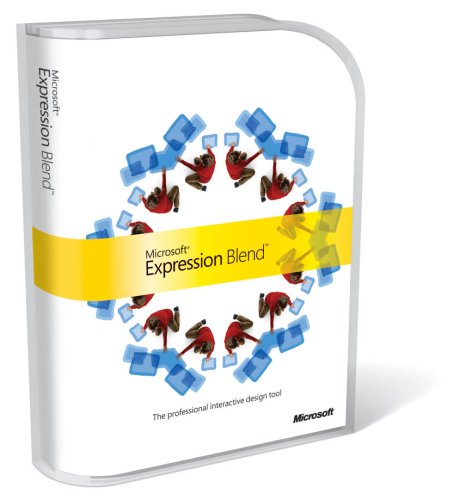 Microsoft®
Expression Blend™
Microsoft®
Expression Blend™
The professional interactive design tool
Microsoft